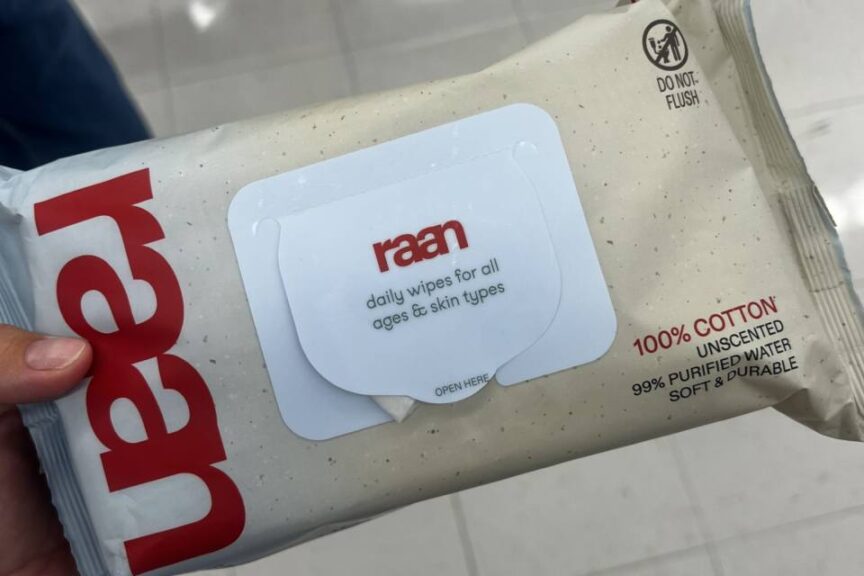 raan
raan
daily wipes for all
ages & skin types
OPEN HERE
DO NOT
FLUSH
100% COTTON
UNSCENTED
99% PURIFIED WATER
SOFT & DURABLE